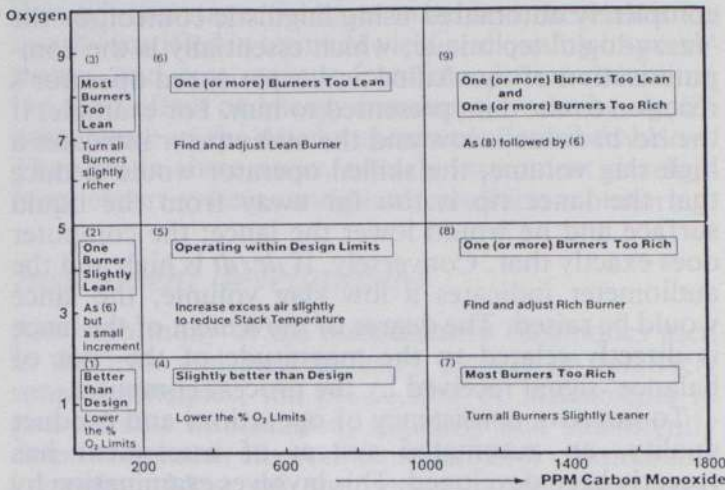 Oxygen
9
7
5
3
1
(3)
Most
Burner
Too
Lean
Turn all
Burners
slightly
richer
(6)
One (or more) Burners Too Lean
Find and adjust Lean Burner
(9)
One (or more) Burners Too Lean
and
One (or more) Burners Too Rich
As (8) followed by (6)
(2)
One
Burner
Slightly
Lean
As (6)
but
a small
increment
(5)
Operating within Design Limits
Increase excess air slightly
to reduce Stack Temperature
(8)
One (or more) Burners Too Rich
Find and adjust Rich Burner
(1)
Better
than
Design
Lower
the %
O₂ Limits
(4)
Slightly better than Design
Lower the % O₂ Limits
(7)
Most Burners Too Rich
Turn all Burners Slightly Leaner
200
600
1000
1400
1800
PPM Carbon Monoxide